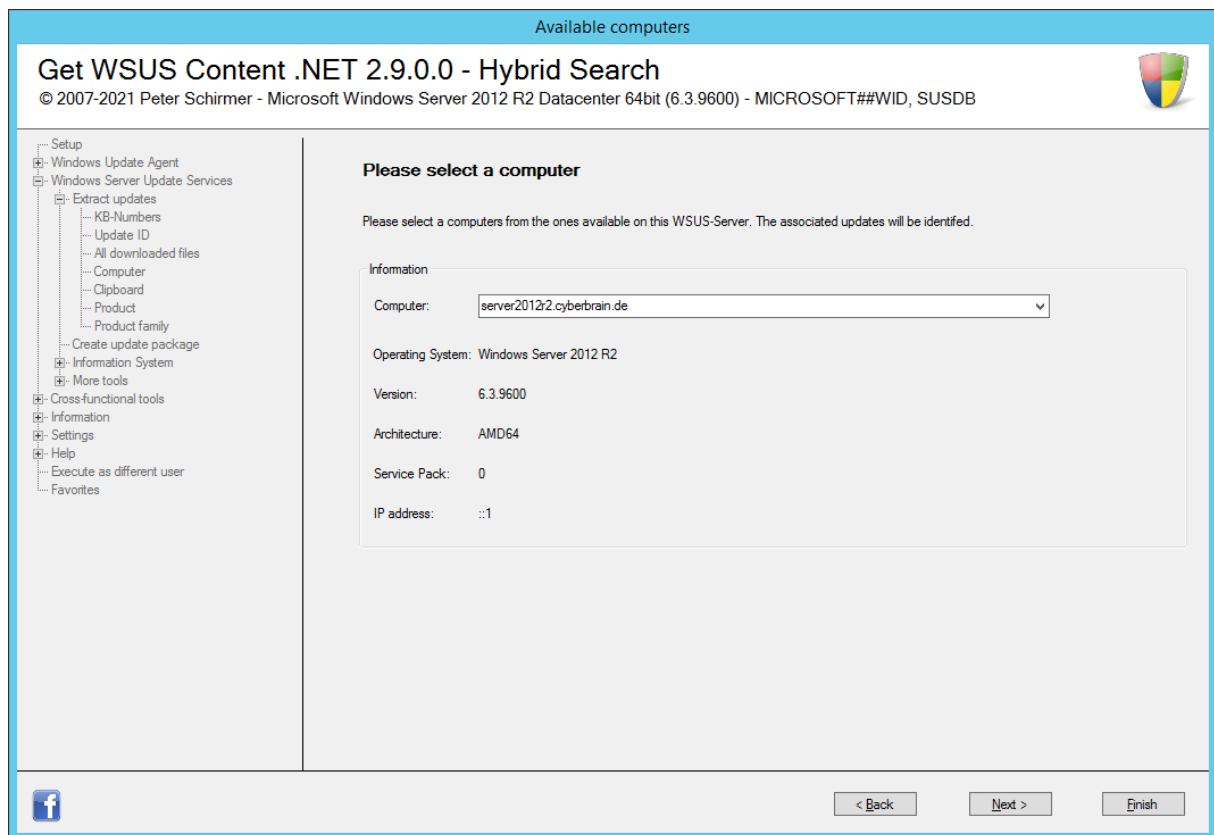 Available computers
Get WSUS Content .NET 2.9.0.0 - Hybrid Search
© 2007-2021 Peter Schirmer - Microsoft Windows Server 2012 R2 Datacenter 64bit (6.3.9600) - MICROSOFT##WID, SUSDB
Setup
Windows Update Agent
Windows Server Update Services
Extract updates
KB-Numbers
Update ID
All downloaded files
Computer
Clipboard
Product
Product family
Create update package
Information System
More tools
Cross-functional tools
Information
Settings
Help
Execute as different user
Favorites
Please select a computer
Please select a computers from the ones available on this WSUS-Server. The associated updates will be identifed.
Information
Computer: server2012r2.cyberbrain.de
Operating System: Windows Server 2012 R2
Version: 6.3.9600
Architecture: AMD64
Service Pack: 0
IP address: ::1
f
< Back Next > Finish